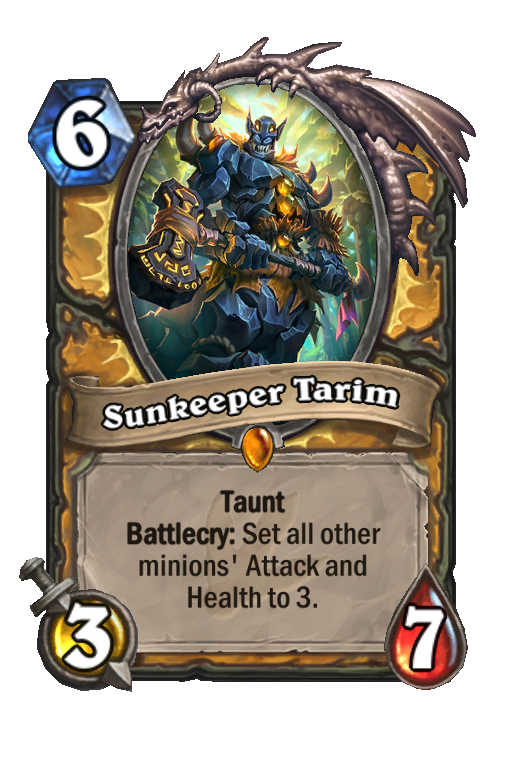 6
Sunkeeper Tarim
Taunt
Battlecry: Set all other
minions' Attack and
Health to 3.
3
7